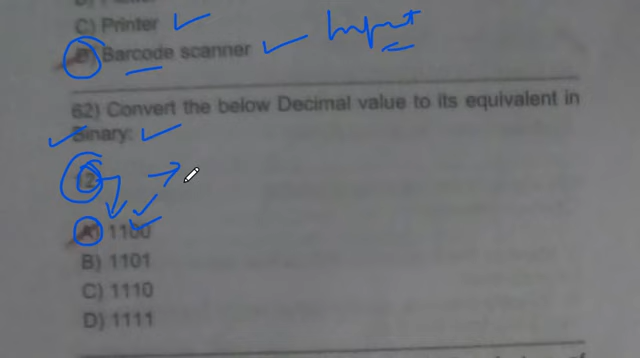 C) Printer
D) Barcode scanner Input
62) Convert the below Decimal value to its equivalent in
Binary:
12
A) 1100
B) 1101
C) 1110
D) 1111